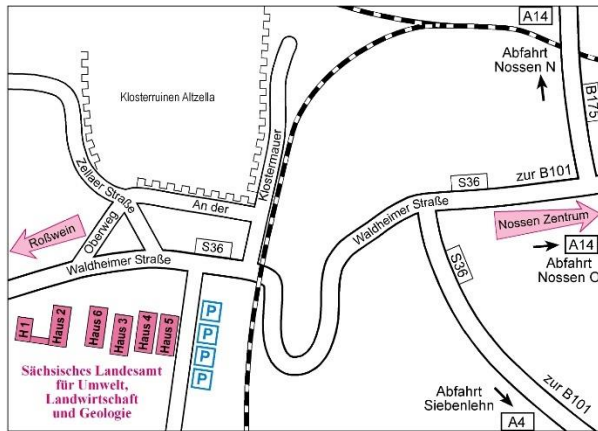 A14
Abfahrt
Nossen N
B175
Klosterruinen Altzella
Klostermauer
An der
Zellaer Straße
Oberweg
Roßwein
Waldheimer Straße
S36
Waldheimer Straße
S36
zur B101
Nossen Zentrum
A14
Abfahrt
Nossen O
S36
zur B101
Abfahrt
Siebenlehn
A4
H 1
Haus 2
Haus 6
Haus 3
Haus 4
Haus 5
P
P
P
P
Sächsisches Landesamt
für Umwelt,
Landwirtschaft
und Geologie